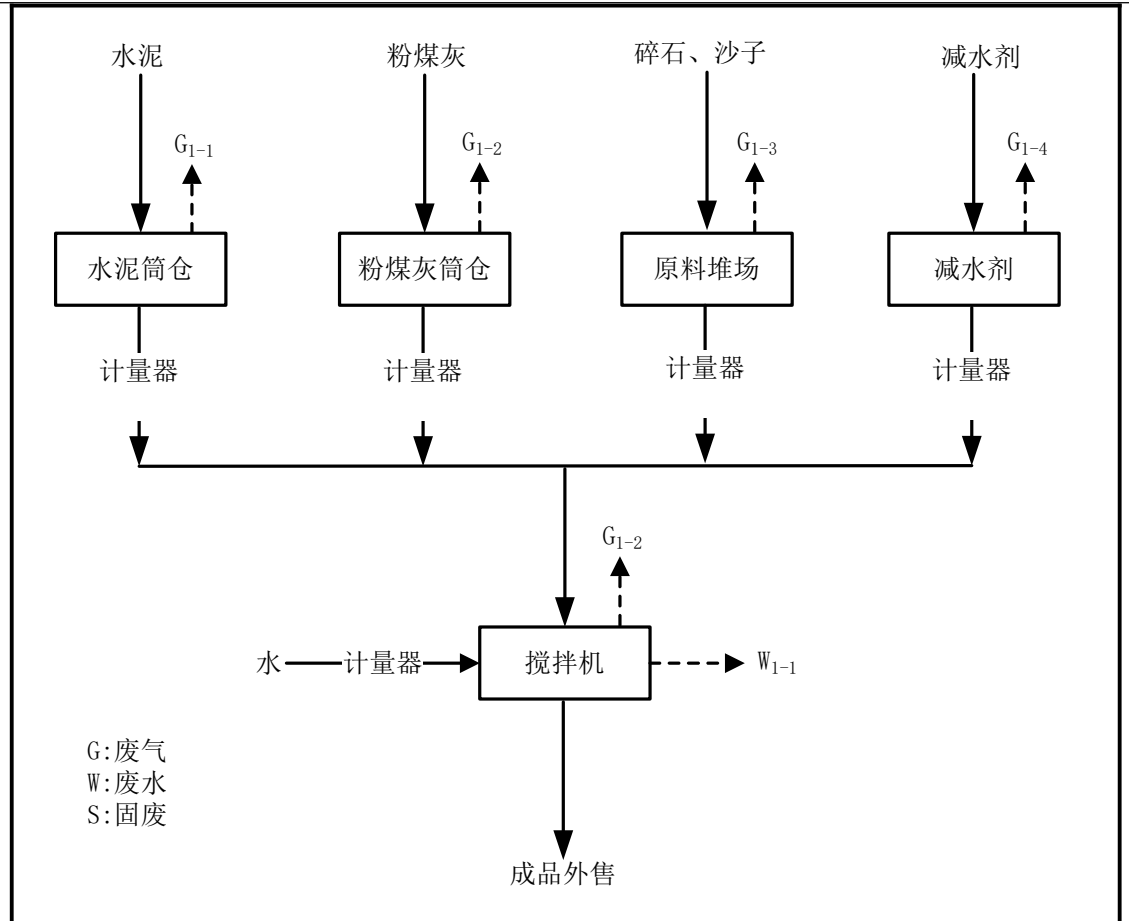 水泥
粉煤灰
碎石、沙子
减水剂
G1-1
G1-2
G1-3
G1-4
水泥筒仓
粉煤灰筒仓
原料堆场
减水剂
计量器
计量器
计量器
计量器
G1-2
水
计量器
搅拌机
W1-1
G:废气
W:废水
S:固废
成品外售